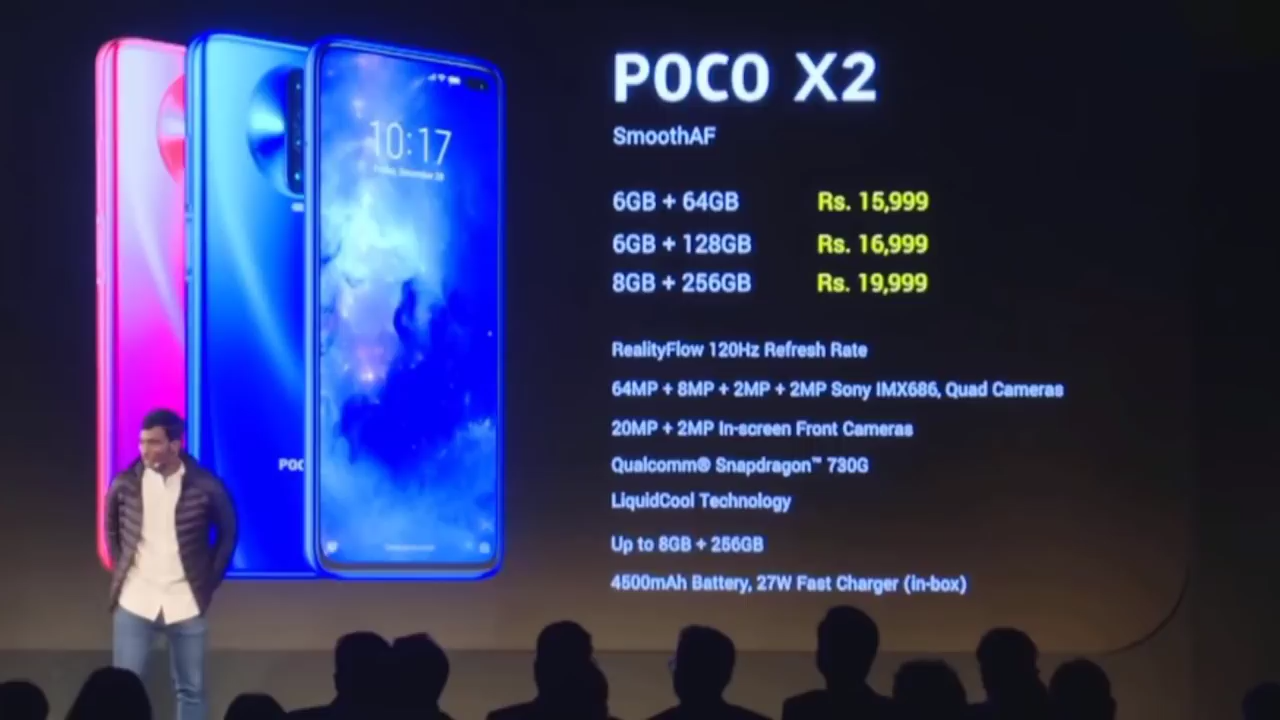 POCO X2
SmoothAF
6GB + 64GB Rs. 15,999
6GB + 128GB Rs. 16,999
8GB + 256GB Rs. 19,999
RealityFlow 120Hz Refresh Rate
64MP + 8MP + 2MP + 2MP Sony IMX686, Quad Cameras
20MP + 2MP In-screen Front Cameras
Qualcomm® Snapdragon™ 730G
LiquidCool Technology
Up to 8GB + 256GB
4500mAh Battery, 27W Fast Charger (in-box)
10:17
POC